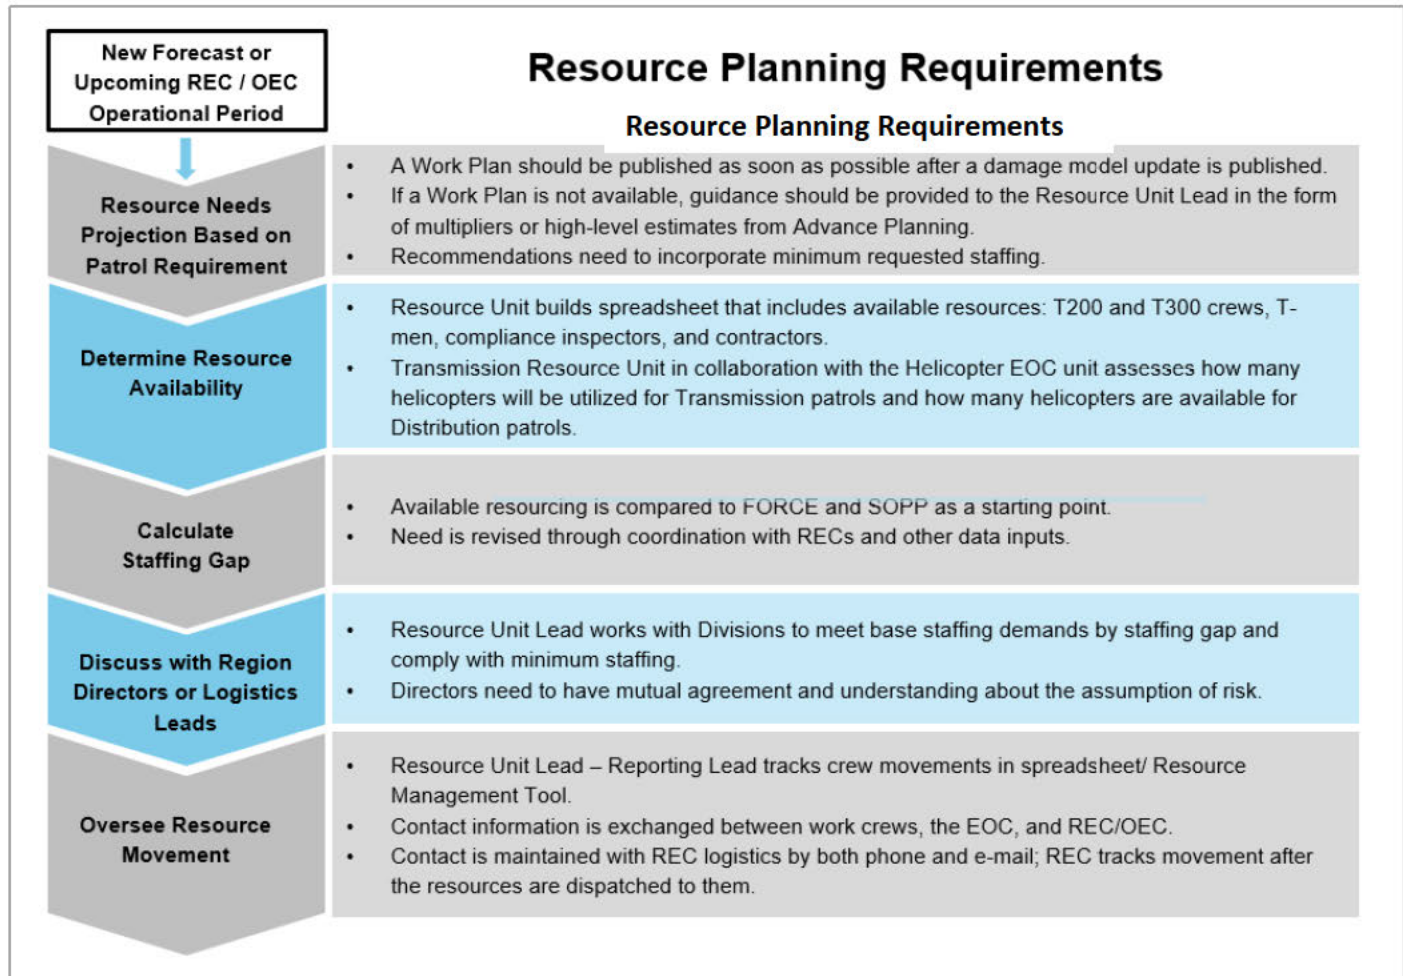 New Forecast or
Upcoming REC / OEC
Operational Period
Resource Planning Requirements
Resource Planning Requirements
Resource Needs
Projection Based on
Patrol Requirement
• A Work Plan should be published as soon as possible after a damage model update is published.
• If a Work Plan is not available, guidance should be provided to the Resource Unit Lead in the form
of multipliers or high-level estimates from Advance Planning.
• Recommendations need to incorporate minimum requested staffing.
Determine Resource
Availability
• Resource Unit builds spreadsheet that includes available resources: T200 and T300 crews, T-
men, compliance inspectors, and contractors.
• Transmission Resource Unit in collaboration with the Helicopter EOC unit assesses how many
helicopters will be utilized for Transmission patrols and how many helicopters are available for
Distribution patrols.
Calculate
Staffing Gap
• Available resourcing is compared to FORCE and SOPP as a starting point.
• Need is revised through coordination with RECs and other data inputs.
Discuss with Region
Directors or Logistics
Leads
• Resource Unit Lead works with Divisions to meet base staffing demands by staffing gap and
comply with minimum staffing.
• Directors need to have mutual agreement and understanding about the assumption of risk.
Oversee Resource
Movement
• Resource Unit Lead – Reporting Lead tracks crew movements in spreadsheet/ Resource
Management Tool.
• Contact information is exchanged between work crews, the EOC, and REC/OEC.
• Contact is maintained with REC logistics by both phone and e-mail; REC tracks movement after
the resources are dispatched to them.